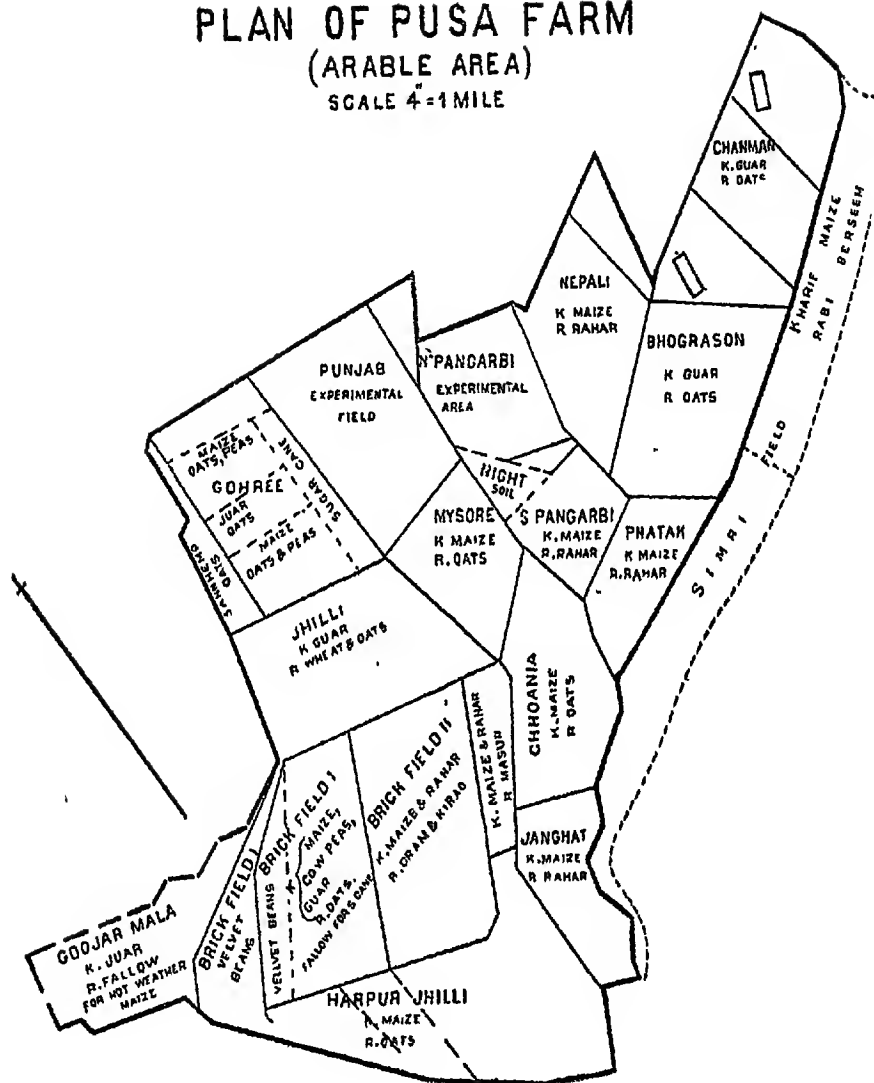 PLAN OF PUSA FARM
(ARABLE AREA)
SCALE 4"=1 MILE
CHANMAN
K. GUAR
R OATS
KHARIF MAIZE
RABI BERSEEM
FIELD
SIMRI
NEPALI
K MAIZE
R RAHAR
BHOGRASON
K GUAR
R OATS
PUNJAB
EXPERIMENTAL
FIELD
N PANGARBI
EXPERIMENTAL
AREA
MAIZE
OATS, PEAS
GOHREE
JUAR
OATS
MAIZE
OATS & PEAS
SUGAR CANE
SANNHEMP
OATS
NIGHT
SOIL
MYSORE
K MAIZE
R. OATS
S PANGARBI
K. MAIZE
R. RAHAR
PHATAK
K MAIZE
R. RAHAR
JHILLI
K GUAR
R WHEAT & OATS
CHHOANIA
K. MAIZE
R OATS
K. MAIZE & RAHAR
R MASUR
BRICK FIELD II
K. MAIZE & RAHAR
R. GRAM & KIRAO
BRICK FIELD I
K MAIZE,
COW PEAS,
GUAR
R. OATS.
FALLOW FOR S CANE
VELLVET BEANS
BRICK FIELD I
VELVET
BEANS
JANGHAT
K. MAIZE
R RAHAR
GOOJAR MALA
K. JUAR
R. FALLOW
FOR HOT WEATHER
MAIZE
HARPUR JHILLI
K. MAIZE
R. OATS